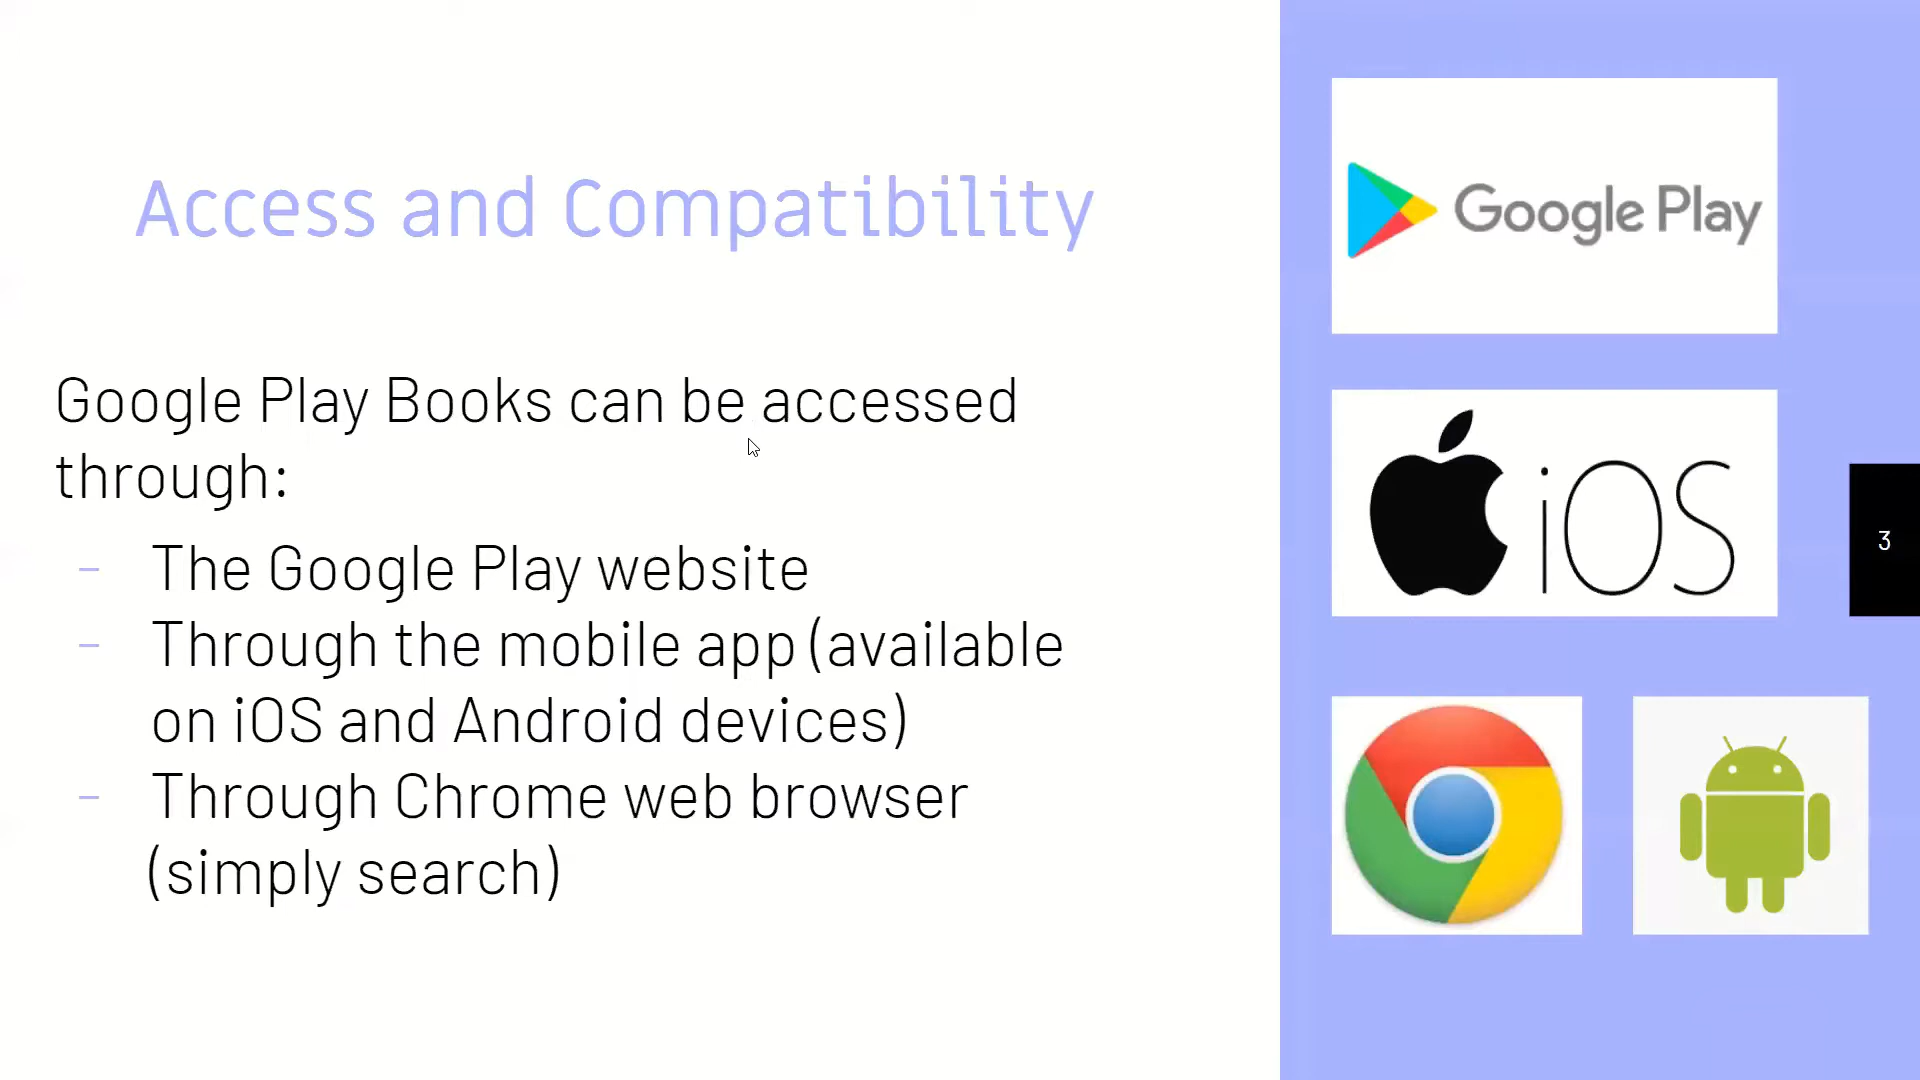 Access and Compatibility
Google Play Books can be accessed
through:
- The Google Play website
- Through the mobile app (available
on iOS and Android devices)
- Through Chrome web browser
(simply search)
Google Play
iOS
3